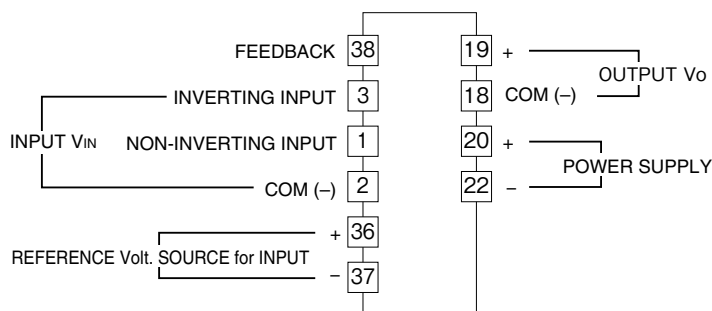 FEEDBACK 38 19 +
OUTPUT Vo
INVERTING INPUT 3 18 COM (–)
INPUT VIN NON-INVERTING INPUT 1 20 +
POWER SUPPLY
COM (–) 2 22 –
+ 36
REFERENCE Volt. SOURCE for INPUT
– 37